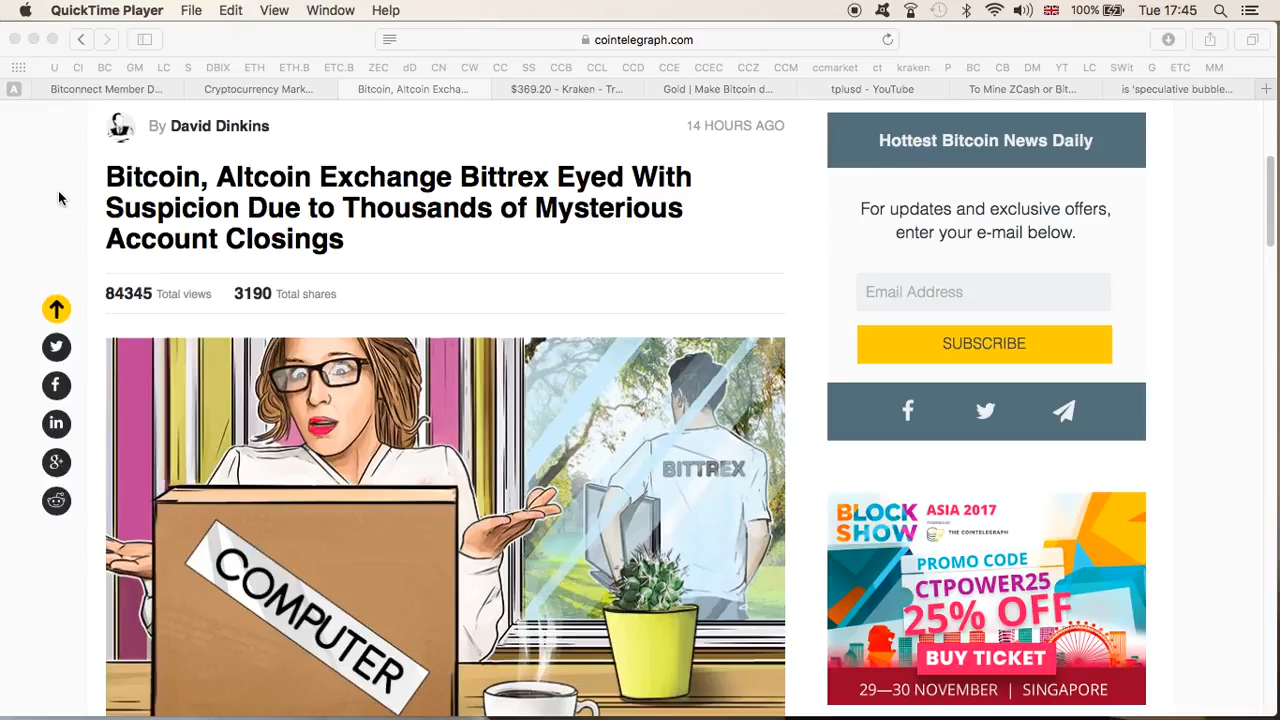 QuickTime Player File Edit View Window Help 100% Tue 17:45
cointelegraph.com
U CI BC GM LC S DBIX ETH ETH.B ETC.B ZEC dD CN CW CC SS CCB CCL CCD CCE CCEC CCZ CCM ccmarket ct kraken P BC CB DM YT LC SWit G ETC MM
A Bitconnect Member D... Cryptocurrency Mark... Bitcoin, Altcoin Excha... $369.20 - Kraken - Tr... Gold | Make Bitcoin d... tplusd - YouTube To Mine ZCash or Bit... is 'speculative bubble...
By David Dinkins 14 HOURS AGO
Bitcoin, Altcoin Exchange Bittrex Eyed With
Suspicion Due to Thousands of Mysterious
Account Closings
84345 Total views 3190 Total shares
BITTREX
COMPUTER
Hottest Bitcoin News Daily
For updates and exclusive offers,
enter your e-mail below.
Email Address
SUBSCRIBE
BLOCK
SHOW
ASIA 2017
POWERED BY
THE COINTELEGRAPH
PROMO CODE
CTPOWER25
25% OFF
BUY TICKET
29—30 NOVEMBER | SINGAPORE